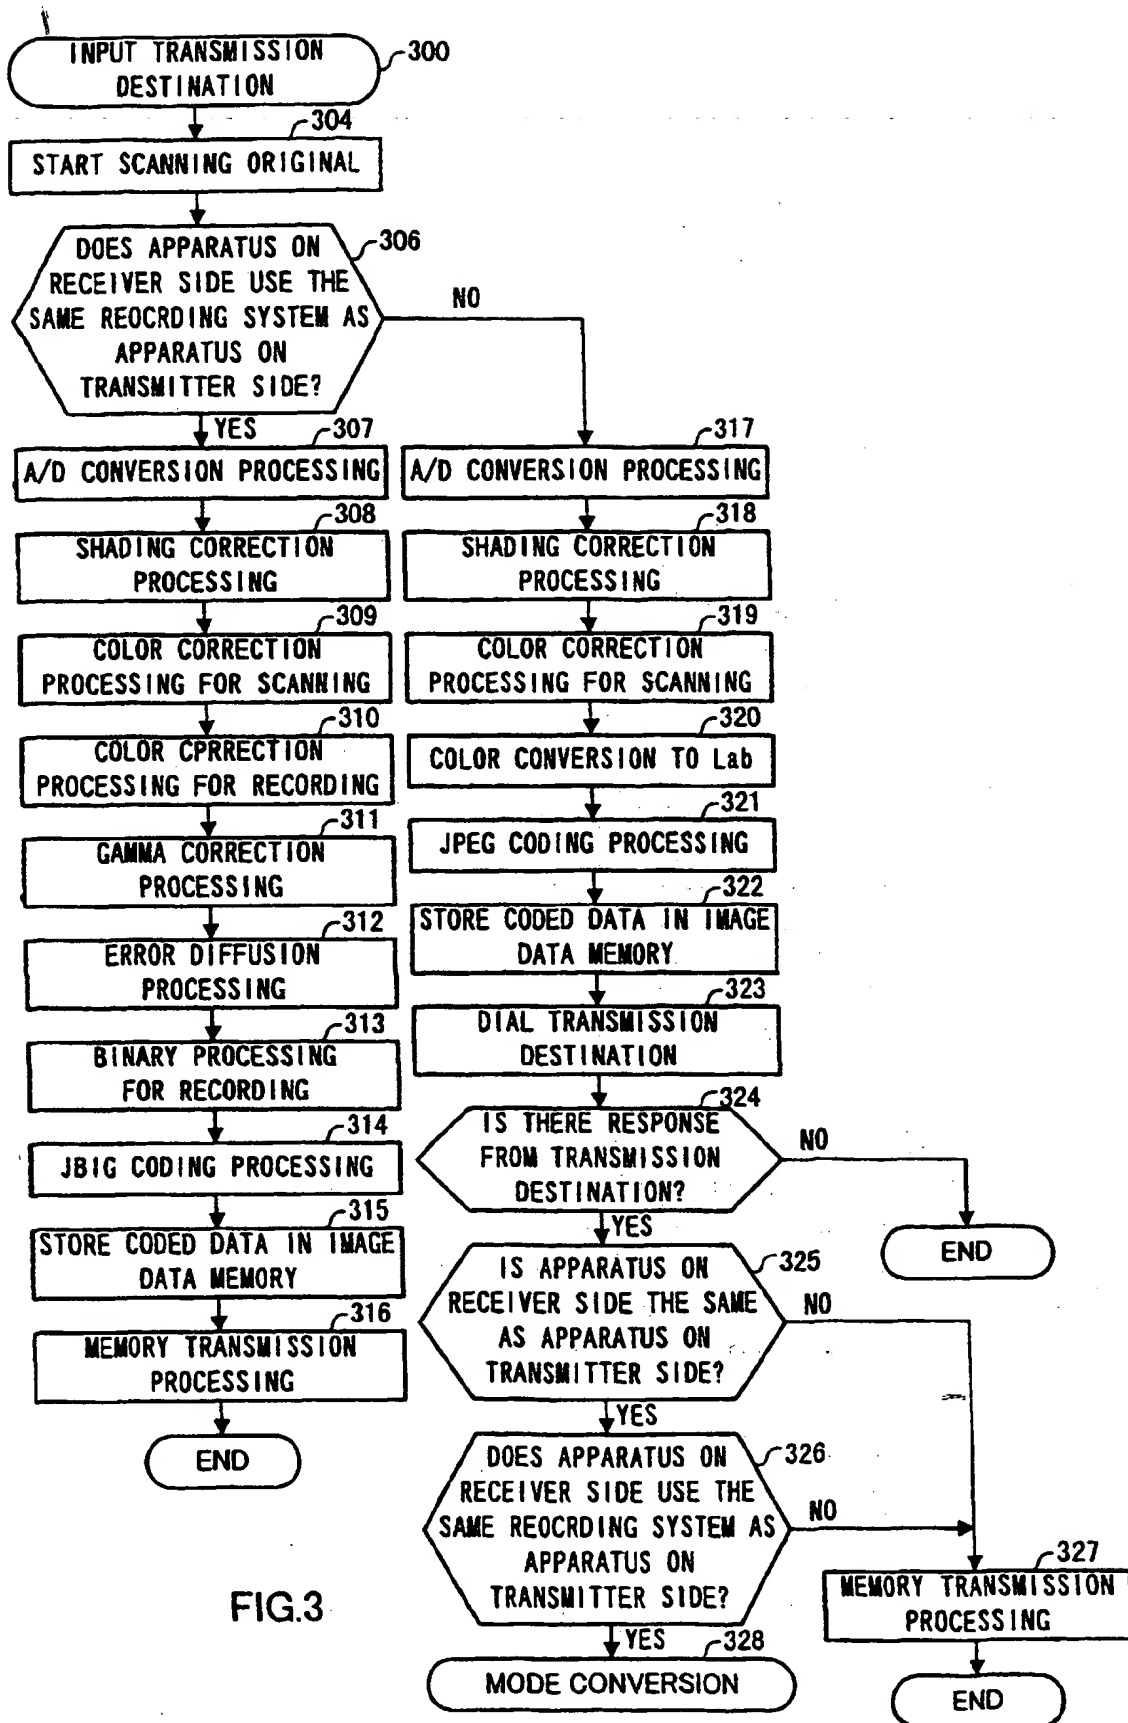 INPUT TRANSMISSION
DESTINATION
300
304
START SCANNING ORIGINAL
DOES APPARATUS ON
RECEIVER SIDE USE THE
SAME REOCRDING SYSTEM AS
APPARATUS ON
TRANSMITTER SIDE?
306
NO
YES
307
A/D CONVERSION PROCESSING
308
SHADING CORRECTION
PROCESSING
309
COLOR CORRECTION
PROCESSING FOR SCANNING
310
COLOR CPRRECTION
PROCESSING FOR RECORDING
311
GAMMA CORRECTION
PROCESSING
312
ERROR DIFFUSION
PROCESSING
313
BINARY PROCESSING
FOR RECORDING
314
JBIG CODING PROCESSING
315
STORE CODED DATA IN IMAGE
DATA MEMORY
316
MEMORY TRANSMISSION
PROCESSING
END
317
A/D CONVERSION PROCESSING
318
SHADING CORRECTION
PROCESSING
319
COLOR CORRECTION
PROCESSING FOR SCANNING
320
COLOR CONVERSION TO Lab
321
JPEG CODING PROCESSING
322
STORE CODED DATA IN IMAGE
DATA MEMORY
323
DIAL TRANSMISSION
DESTINATION
324
IS THERE RESPONSE
FROM TRANSMISSION
DESTINATION?
NO
END
YES
325
IS APPARATUS ON
RECEIVER SIDE THE SAME
AS APPARATUS ON
TRANSMITTER SIDE?
NO
YES
326
DOES APPARATUS ON
RECEIVER SIDE USE THE
SAME REOCRDING SYSTEM AS
APPARATUS ON
TRANSMITTER SIDE?
NO
327
MEMORY TRANSMISSION
PROCESSING
END
YES
328
MODE CONVERSION
FIG.3